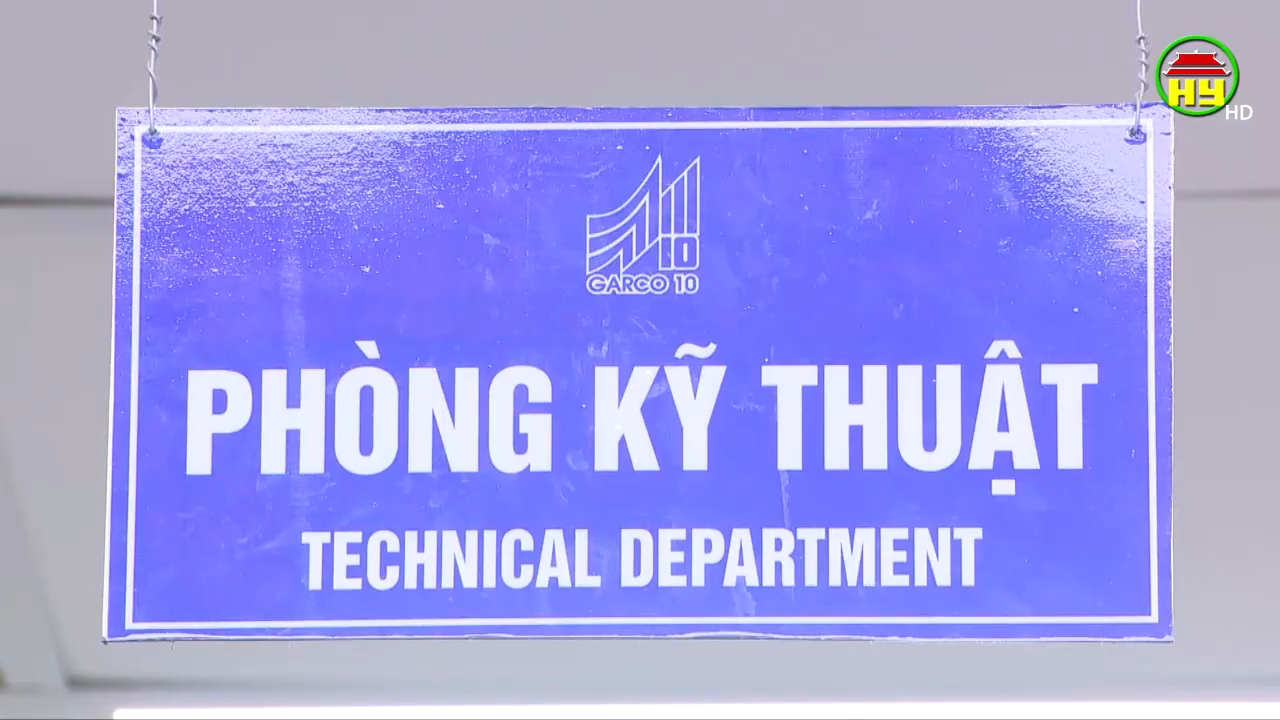 HY
HD
10
GARCO 10
PHÒNG KỸ THUẬT
TECHNICAL DEPARTMENT